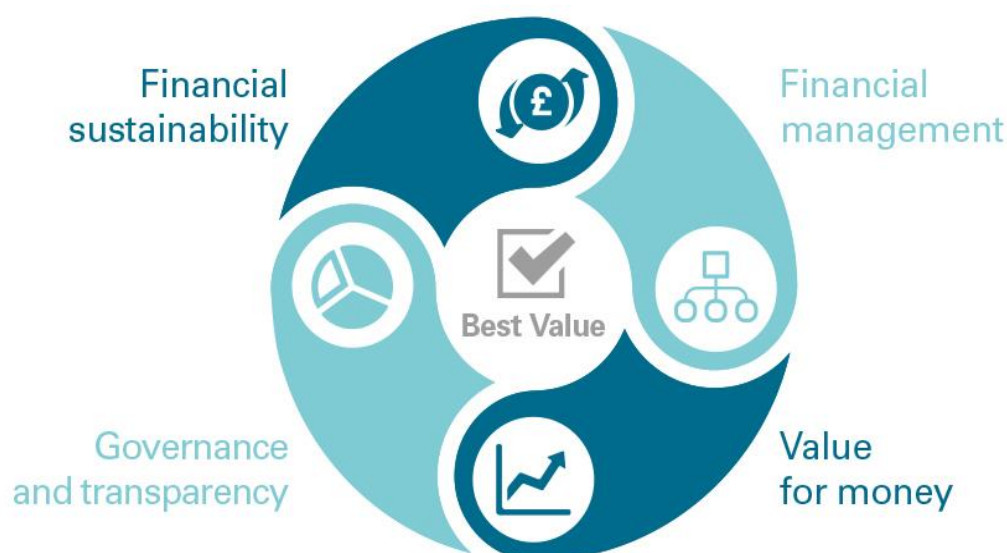 Financial
sustainability
£
Financial
management
Best Value
Governance
and transparency
Value
for money